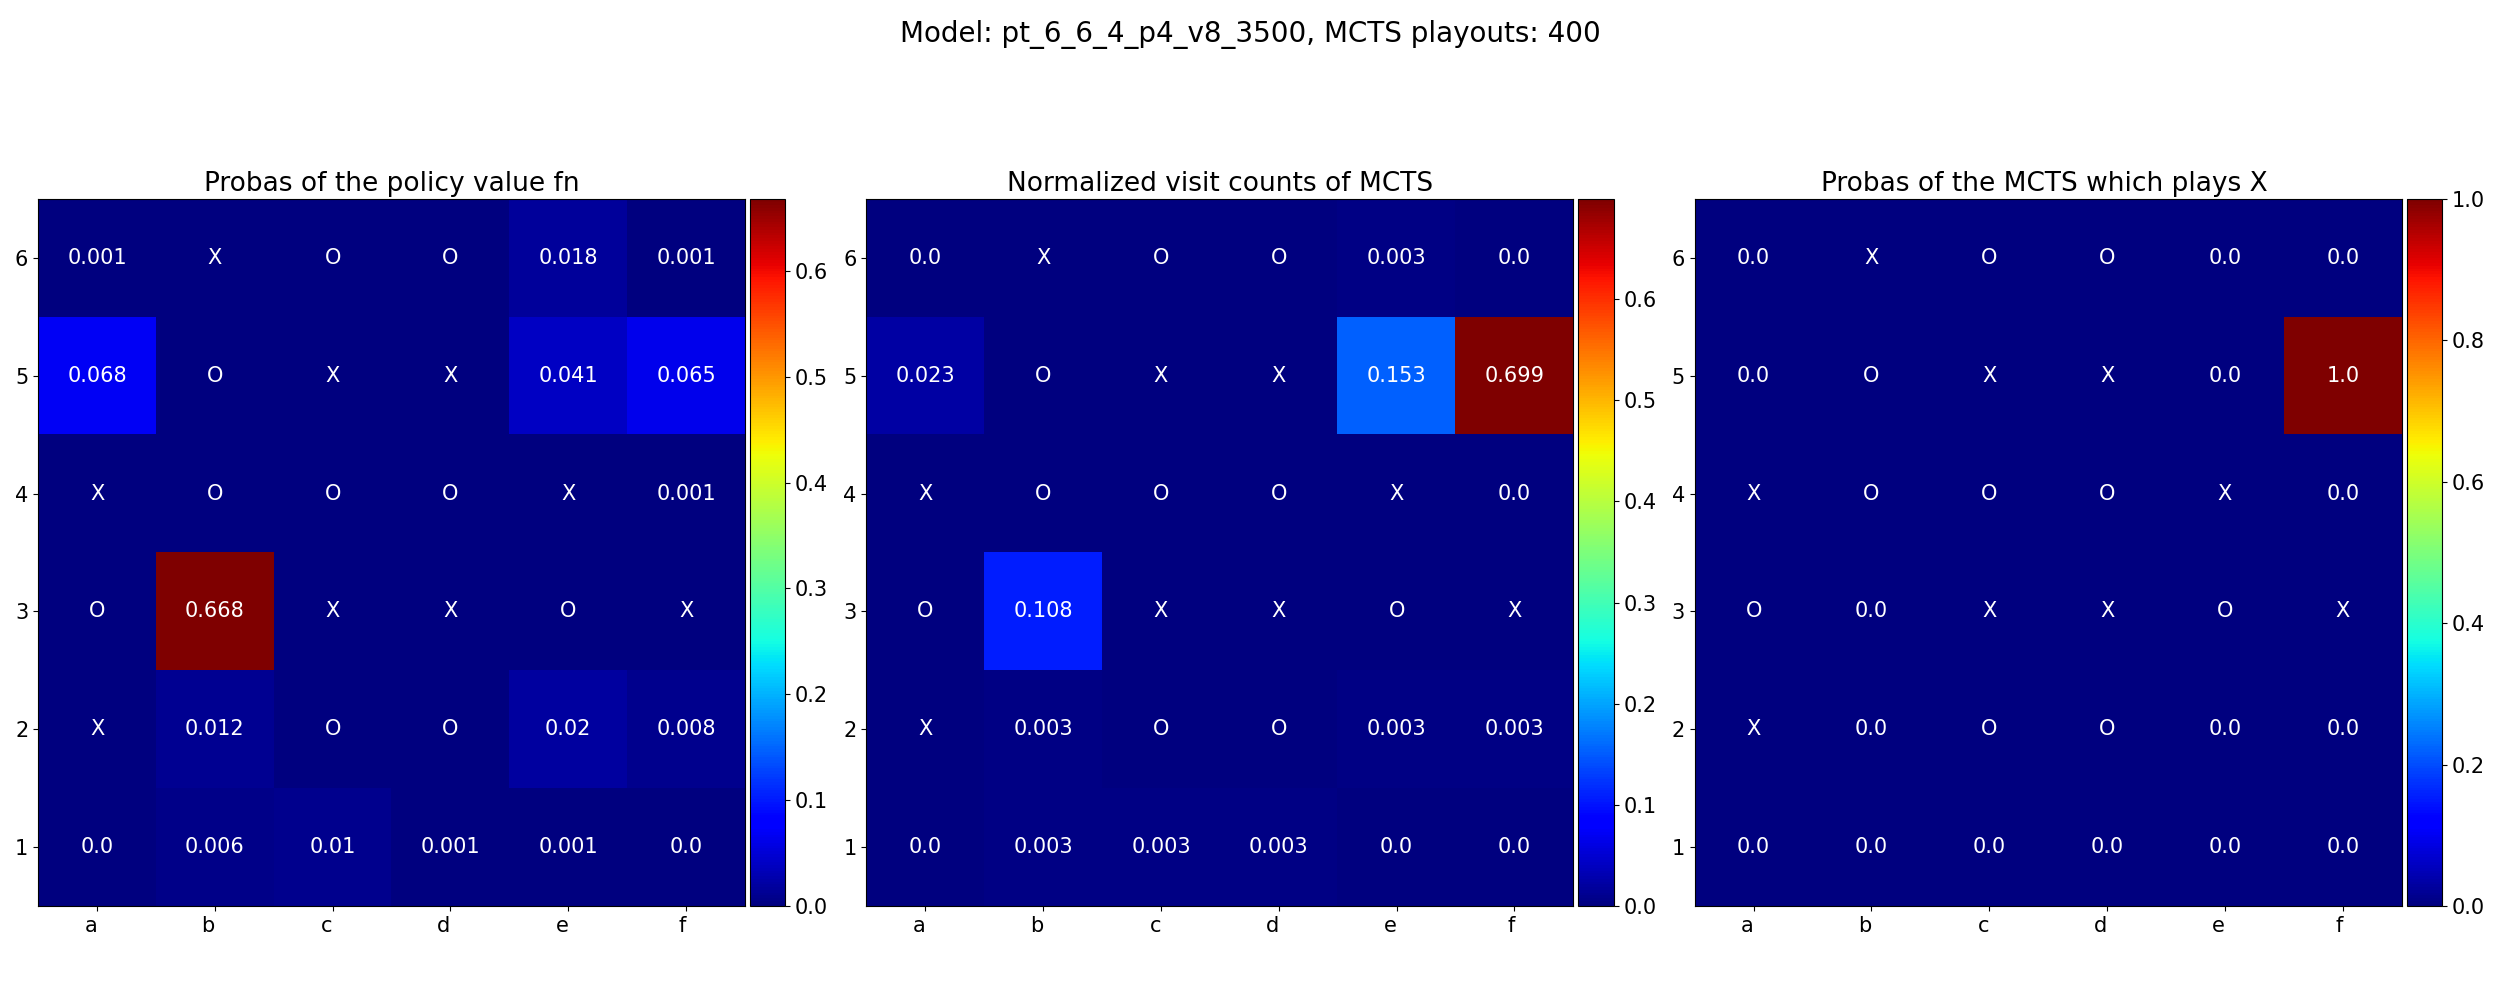 Model: pt_6_6_4_p4_v8_3500, MCTS playouts: 400
Probas of the policy value fn
6 0.001 X O O 0.018 0.001
5 0.068 O X X 0.041 0.065
4 X O O O X 0.001
3 O 0.668 X X O X
2 X 0.012 O O 0.02 0.008
1 0.0 0.006 0.01 0.001 0.001 0.0
a b c d e f
0.6
0.5
0.4
0.3
0.2
0.1
0.0
Normalized visit counts of MCTS
6 0.0 X O O 0.003 0.0
5 0.023 O X X 0.153 0.699
4 X O O O X 0.0
3 O 0.108 X X O X
2 X 0.003 O O 0.003 0.003
1 0.0 0.003 0.003 0.003 0.0 0.0
a b c d e f
0.6
0.5
0.4
0.3
0.2
0.1
0.0
Probas of the MCTS which plays X
6 0.0 X O O 0.0 0.0
5 0.0 O X X 0.0 1.0
4 X O O O X 0.0
3 O 0.0 X X O X
2 X 0.0 O O 0.0 0.0
1 0.0 0.0 0.0 0.0 0.0 0.0
a b c d e f
1.0
0.8
0.6
0.4
0.2
0.0